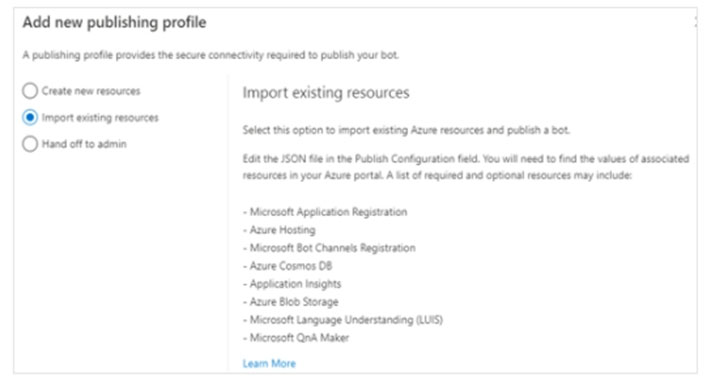 Add new publishing profile
A publishing profile provides the secure connectivity required to publish your bot.
Create new resources
Import existing resources
Hand off to admin
Import existing resources
Select this option to import existing Azure resources and publish a bot.
Edit the JSON file in the Publish Configuration field. You will need to find the values of associated
resources in your Azure portal. A list of required and optional resources may include:
- Microsoft Application Registration
- Azure Hosting
- Microsoft Bot Channels Registration
- Azure Cosmos DB
- Application Insights
- Azure Blob Storage
- Microsoft Language Understanding (LUIS)
- Microsoft QnA Maker
Learn More